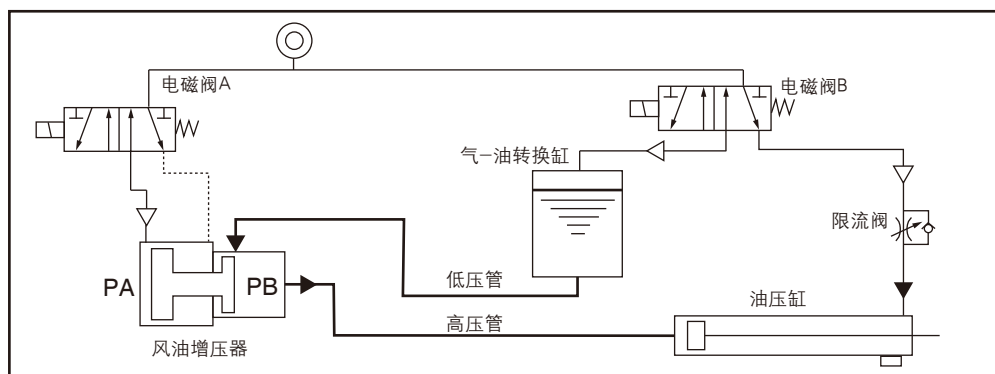 电磁阀A
电磁阀B
气-油转换缸
限流阀
PA
PB
低压管
油压缸
高压管
风油增压器